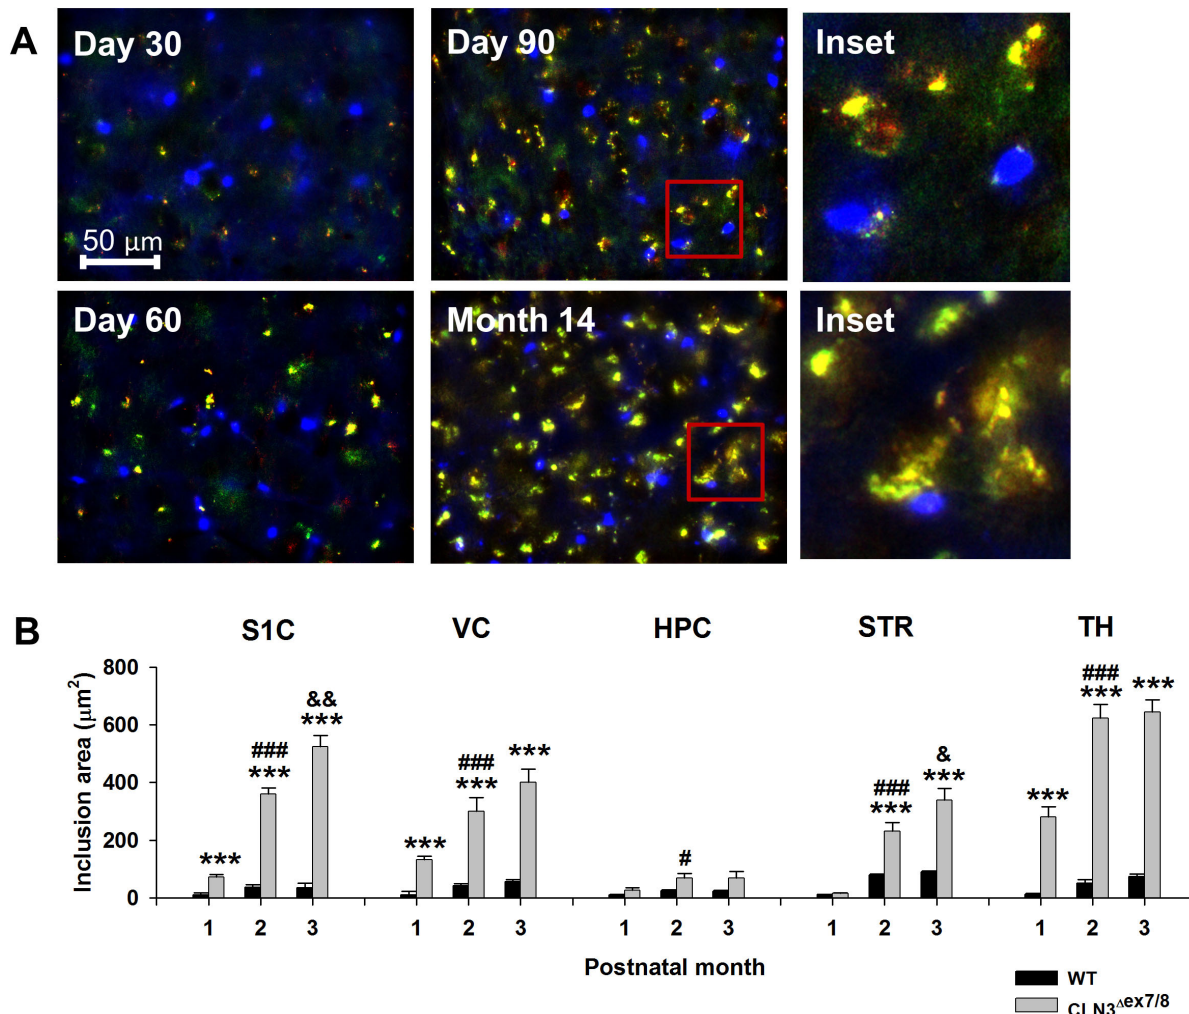 A
Day 30
Day 90
Inset
50 µm
Day 60
Month 14
Inset
B
S1C VC HPC STR TH
Inclusion area (µm²)
800
600
400
200
0
***
###
***
&&
***
***
###
***
***
#
###
***
&
***
***
###
***
***
1 2 3 1 2 3 1 2 3 1 2 3 1 2 3
Postnatal month
WT
CLN3Δex7/8